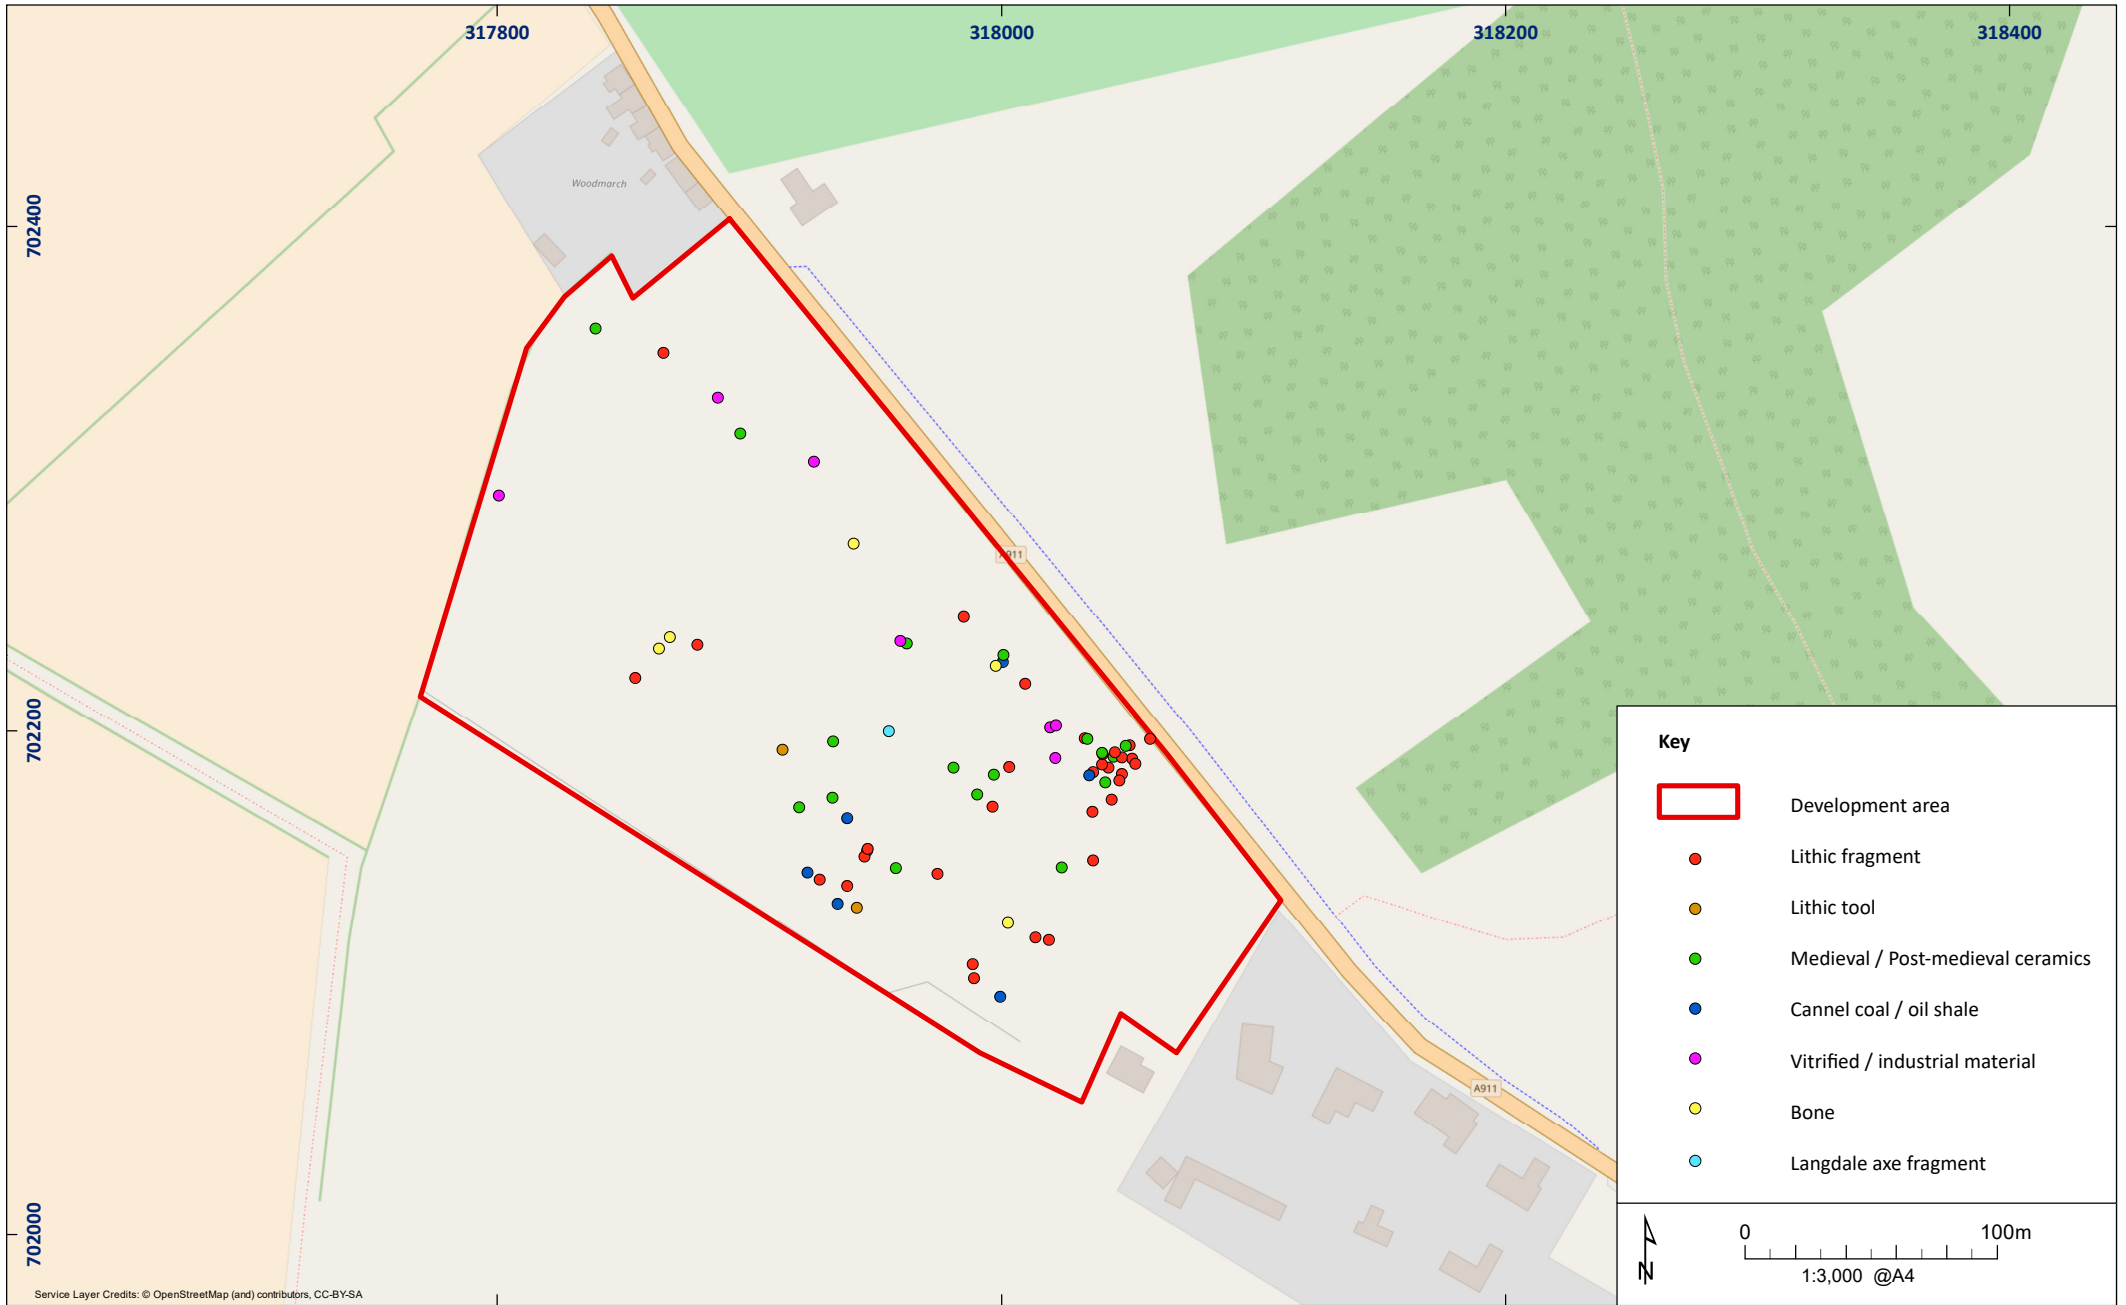 317800
318000
318200
318400
702400
Woodmarch
A911
702200
Key
Development area
Lithic fragment
Lithic tool
Medieval / Post-medieval ceramics
Cannel coal / oil shale
Vitrified / industrial material
A911
Bone
Langdale axe fragment
702000
0 100m
N
1:3,000 @A4
Service Layer Credits: © OpenStreetMap (and) contributors, CC-BY-SA